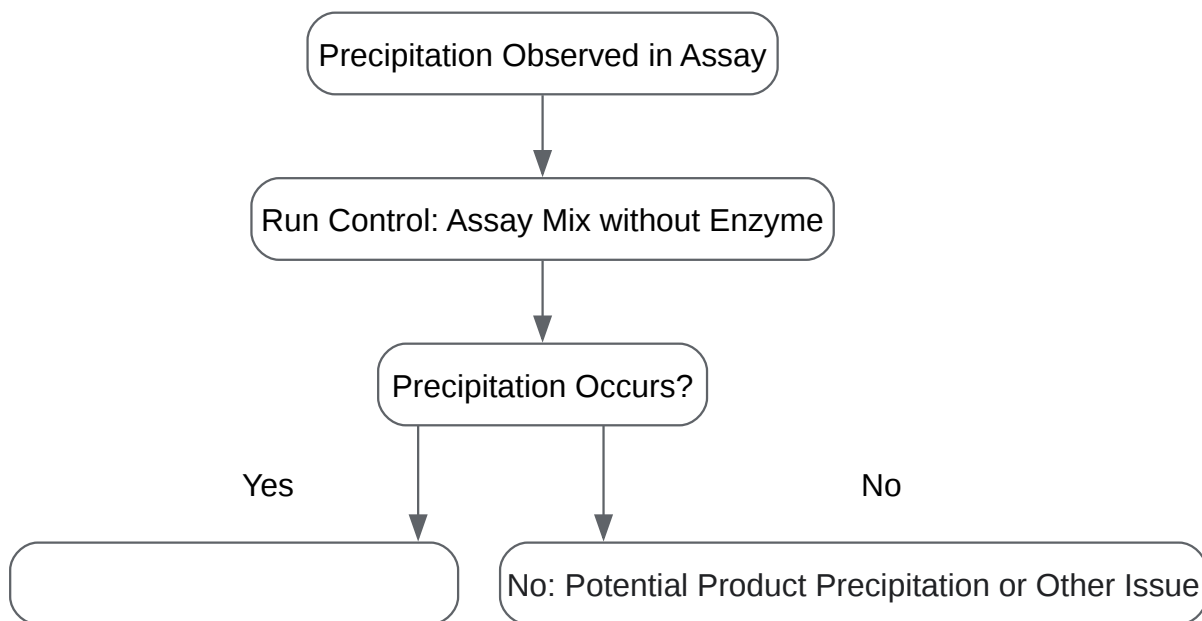 Precipitation Observed in Assay
Run Control: Assay Mix without Enzyme
Precipitation Occurs?
Yes
No
No: Potential Product Precipitation or Other Issue